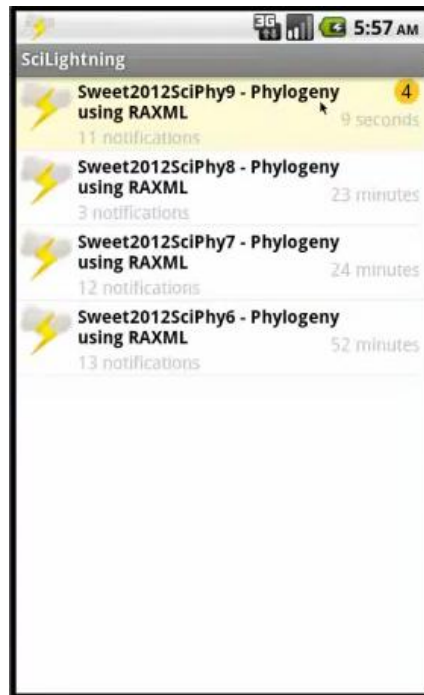 3G 5:57 AM
SciLightning
Sweet2012SciPhy9 - Phylogeny 4
using RAXML 9 seconds
11 notifications
Sweet2012SciPhy8 - Phylogeny
using RAXML 23 minutes
3 notifications
Sweet2012SciPhy7 - Phylogeny
using RAXML 24 minutes
12 notifications
Sweet2012SciPhy6 - Phylogeny
using RAXML 52 minutes
13 notifications